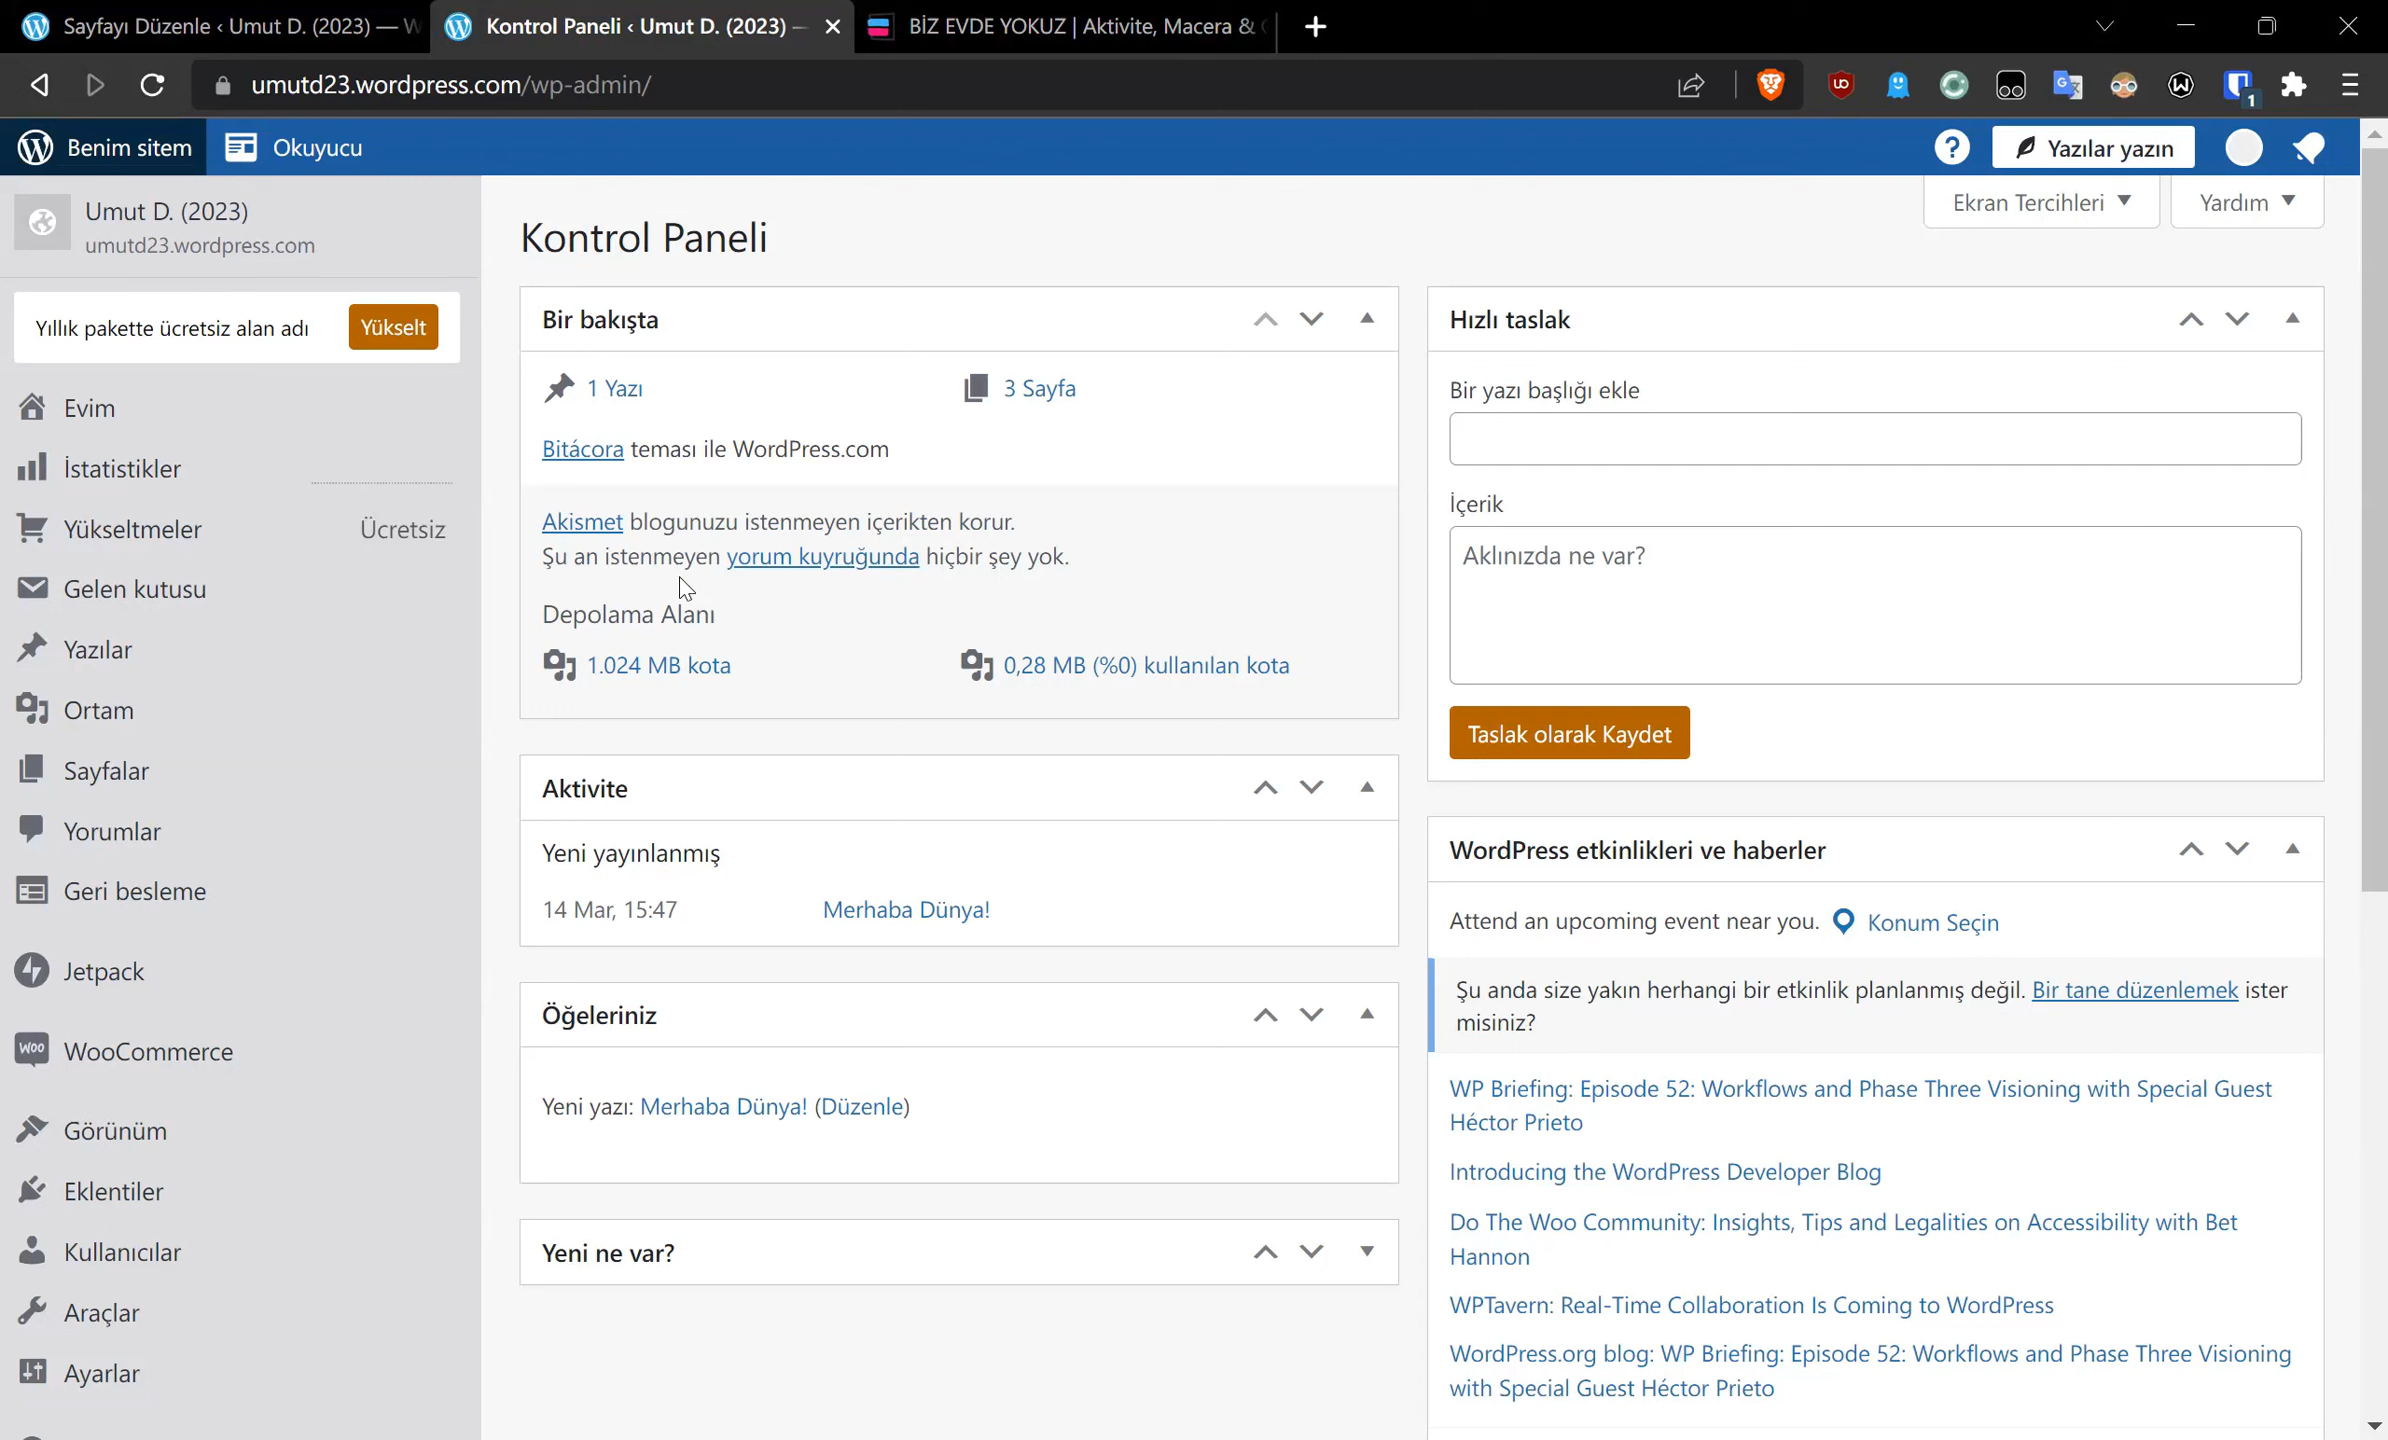 Sayfayı Düzenle ‹ Umut D. (2023) — W
Kontrol Paneli ‹ Umut D. (2023) —
BİZ EVDE YOKUZ | Aktivite, Macera &
umutd23.wordpress.com/wp-admin/
1
Benim sitem
Okuyucu
Yazılar yazın
Umut D. (2023)
umutd23.wordpress.com
Yıllık pakette ücretsiz alan adı
Yükselt
Evim
İstatistikler
Yükseltmeler
Ücretsiz
Gelen kutusu
Yazılar
Ortam
Sayfalar
Yorumlar
Geri besleme
Jetpack
WOO
WooCommerce
Görünüm
Eklentiler
Kullanıcılar
Araçlar
Ayarlar
Ekran Tercihleri
Yardım
Kontrol Paneli
Bir bakışta
1 Yazı
3 Sayfa
Bitácora teması ile WordPress.com
Akismet blogunuzu istenmeyen içerikten korur.
Şu an istenmeyen yorum kuyruğunda hiçbir şey yok.
Depolama Alanı
1.024 MB kota
0,28 MB (%0) kullanılan kota
Aktivite
Yeni yayınlanmış
14 Mar, 15:47
Merhaba Dünya!
Öğeleriniz
Yeni yazı: Merhaba Dünya! (Düzenle)
Yeni ne var?
Hızlı taslak
Bir yazı başlığı ekle
İçerik
Aklınızda ne var?
Taslak olarak Kaydet
WordPress etkinlikleri ve haberler
Attend an upcoming event near you.
Konum Seçin
Şu anda size yakın herhangi bir etkinlik planlanmış değil. Bir tane düzenlemek ister
misiniz?
WP Briefing: Episode 52: Workflows and Phase Three Visioning with Special Guest
Héctor Prieto
Introducing the WordPress Developer Blog
Do The Woo Community: Insights, Tips and Legalities on Accessibility with Bet
Hannon
WPTavern: Real-Time Collaboration Is Coming to WordPress
WordPress.org blog: WP Briefing: Episode 52: Workflows and Phase Three Visioning
with Special Guest Héctor Prieto